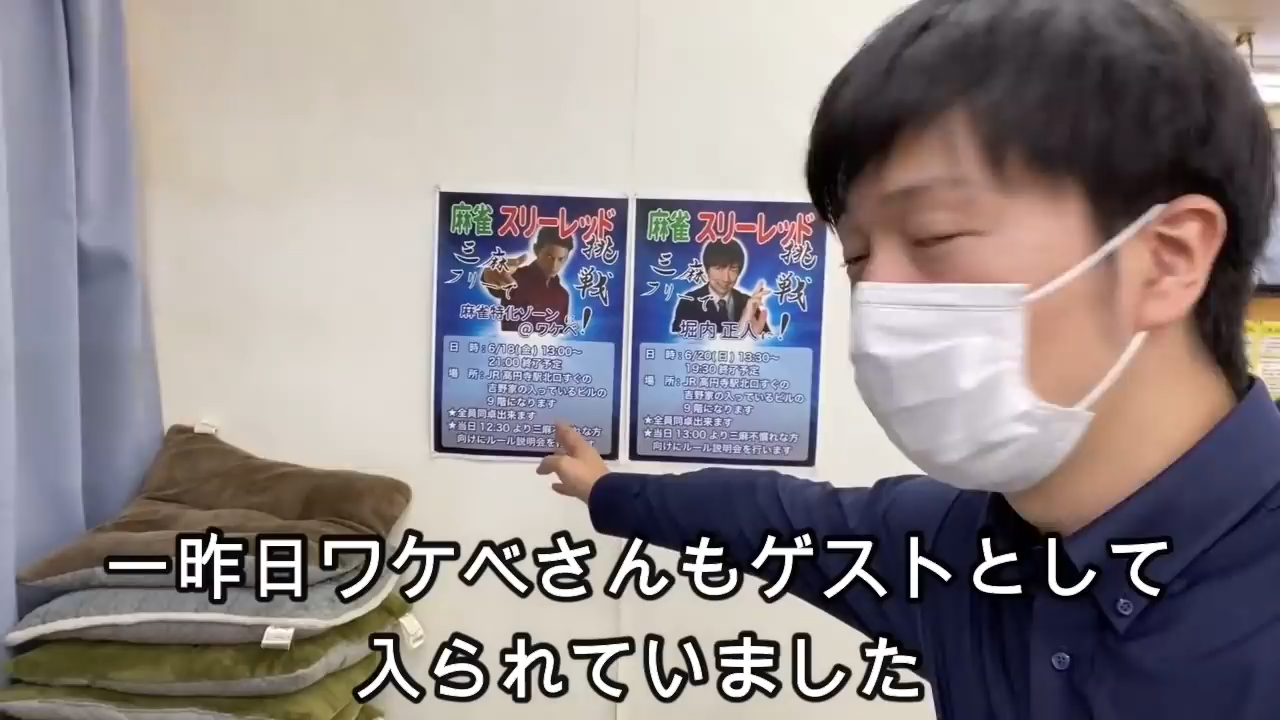 麻雀 スリーレッド
三麻
フリーで
挑戦
麻雀特化ゾーン
@ワケベに!
日 時:6/18(金) 13:00~
21:00 終了予定
場 所:JR 高円寺駅北口すぐの
吉野家の入っているビルの
9階になります
★全員同卓出来ます
★当日 12:30 より三麻不慣れな方
向けにルール説明会を行います
麻雀 スリーレッド
三麻
フリーで
挑戦
堀内 正人に!
日 時:6/20(日) 13:30~
19:30 終了予定
場 所:JR 高円寺駅北口すぐの
吉野家の入っているビルの
9階になります
★全員同卓出来ます
★当日 13:00 より三麻不慣れな方
向けにルール説明会を行います
一昨日ワケベさんもゲストとして
入られていました